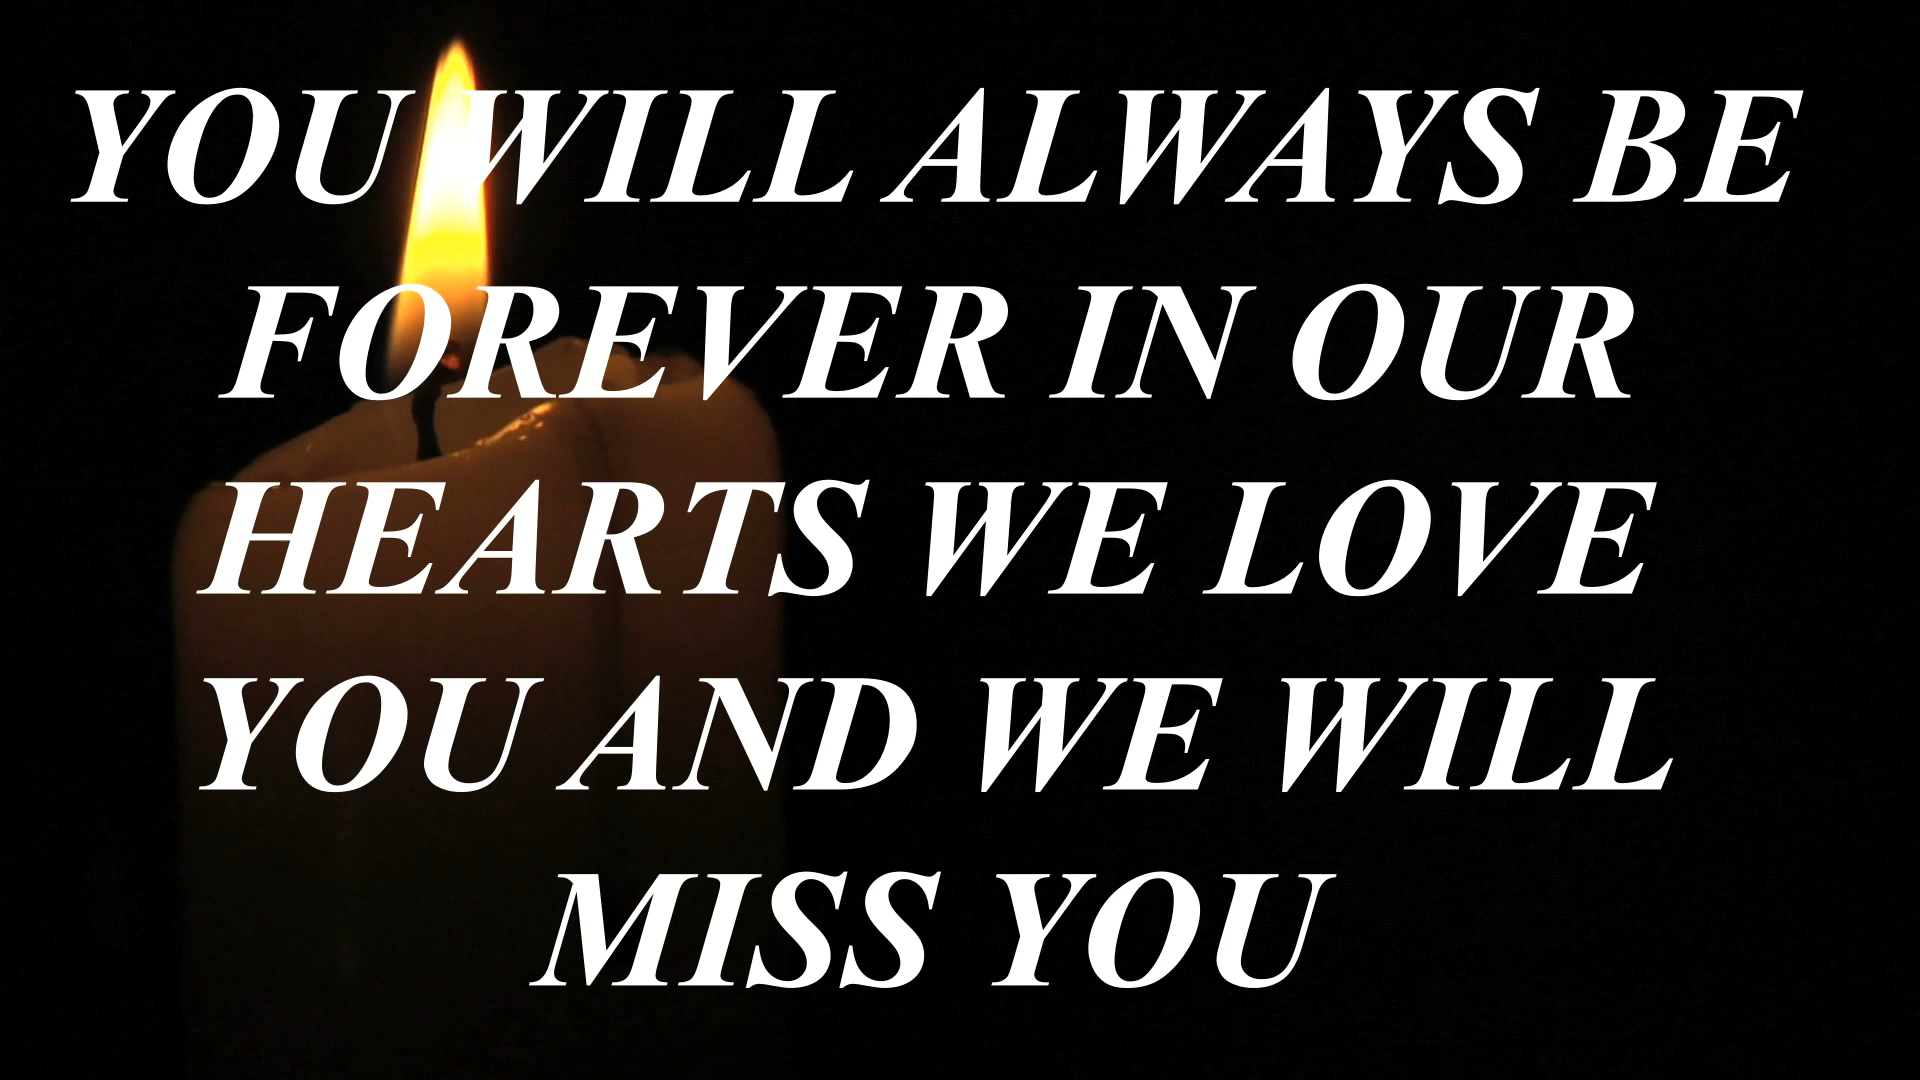 YOU WILL ALWAYS BE
FOREVER IN OUR
HEARTS WE LOVE
YOU AND WE WILL
MISS YOU